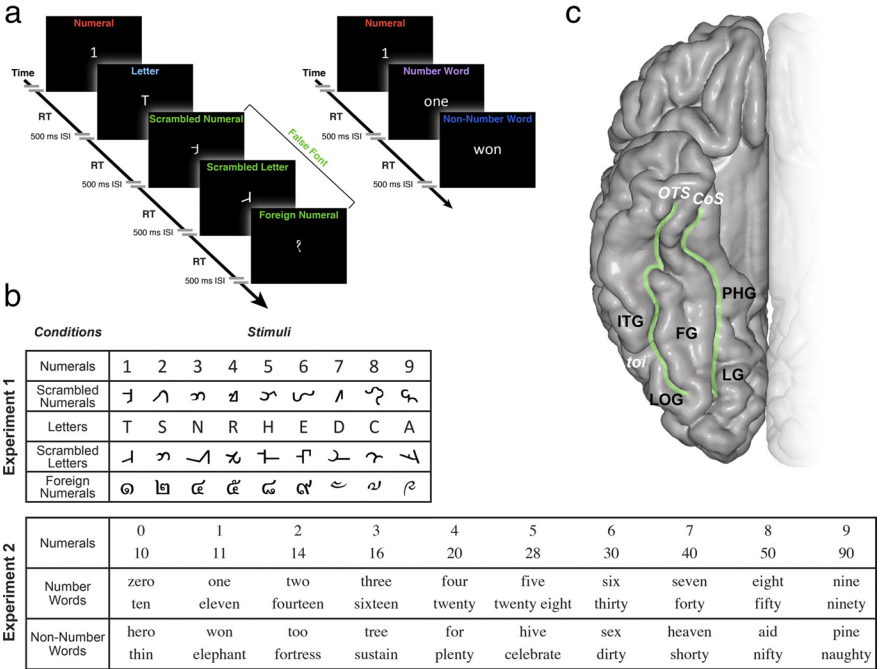 a
Numeral
1
Time
Letter
T
RT
500 ms ISI
Scrambled Numeral
RT
500 ms ISI
Scrambled Letter
RT
500 ms ISI
Foreign Numeral
RT
500 ms ISI
False Font
Numeral
1
Time
Number Word
one
RT
500 ms ISI
Non-Number Word
won
RT
500 ms ISI
b
Conditions Stimuli
Experiment 1
Numerals 1 2 3 4 5 6 7 8 9
Scrambled
Numerals
Letters T S N R H E D C A
Scrambled
Letters
Foreign
Numerals
Experiment 2
Numerals
0 1 2 3 4 5 6 7 8 9
10 11 14 16 20 28 30 40 50 90
Number
Words
zero one two three four five six seven eight nine
ten eleven fourteen sixteen twenty twenty eight thirty forty fifty ninety
Non-Number
Words
hero won too tree for hive sex heaven aid pine
thin elephant fortress sustain plenty celebrate dirty shorty nifty naughty
c
OTS CoS
PHG
ITG
FG
toi
LG
LOG